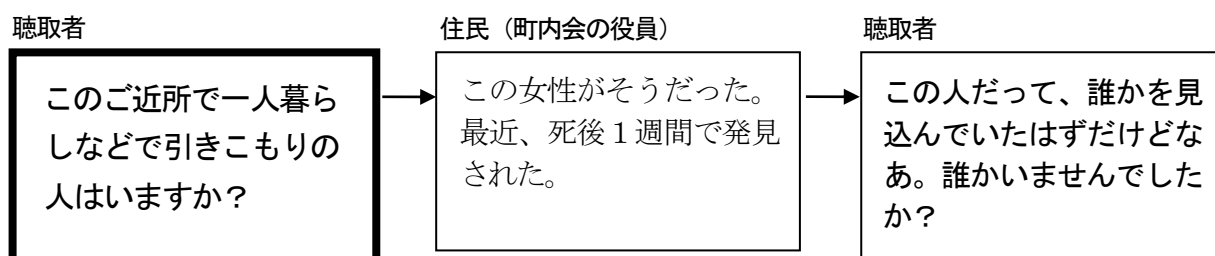 聴取者
このご近所で一人暮ら
しなどで引きこもりの
人はいますか？
住民（町内会の役員）
この女性がそうだった。
最近、死後１週間で発見
された。
聴取者
この人だって、誰かを見
込んでいたはずだけどな
あ。誰かいませんでした
か？